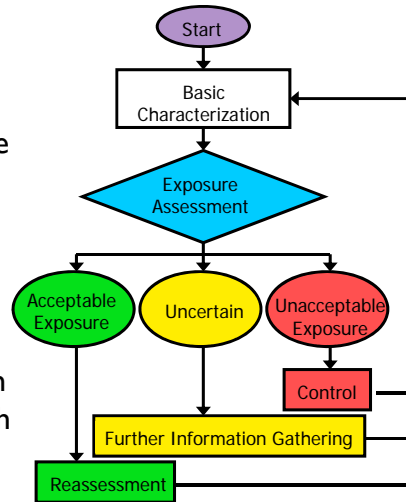 Start
Basic
Characterization
e
Exposure
Assessment
Acceptable
Exposure
Uncertain
Unacceptable
Exposure
n
Control
n
Further Information Gathering
Reassessment